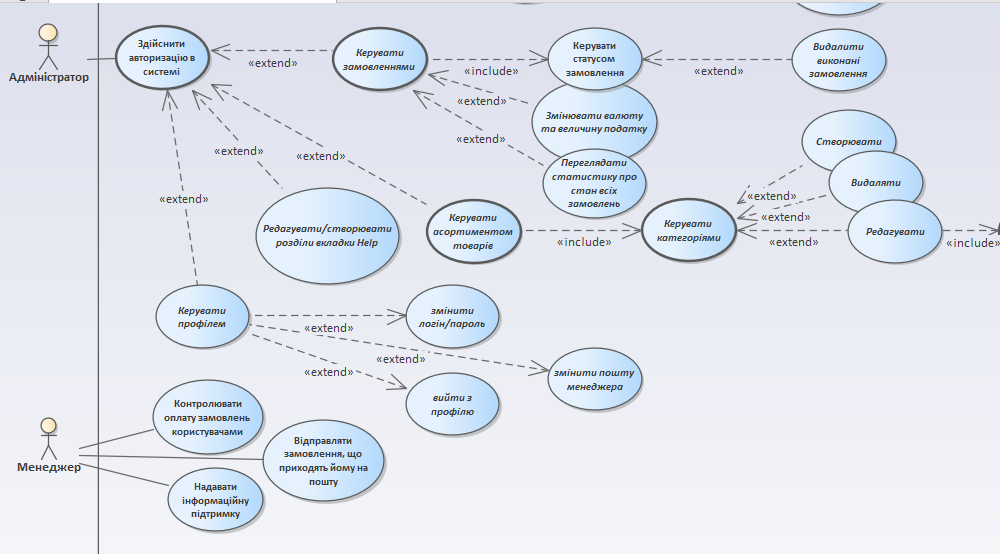 Адміністратор
Здійснити
авторизацію в
системі
«extend»
Керувати
замовленнями
«include»
Керувати
статусом
замовлення
«extend»
Видалити
виконані
замовлення
«extend»
Змінювати валюту
та величину податку
«extend»
Переглядати
статистику про
стан всіх
замовлень
«extend»
«extend»
«extend»
Редагувати/створювати
розділи вкладки Help
Керувати
асортиментом
товарів
«include»
Керувати
категоріями
Створювати
«extend»
Видаляти
«extend»
Редагувати
«extend»
«include»
Керувати
профілем
«extend»
змінити
логін/пароль
«extend»
змінити пошту
менеджера
«extend»
вийти з
профілю
Менеджер
Контролювати
оплату замовлень
користувачами
Відправляти
замовлення, що
приходять йому на
пошту
Надавати
інформаційну
підтримку